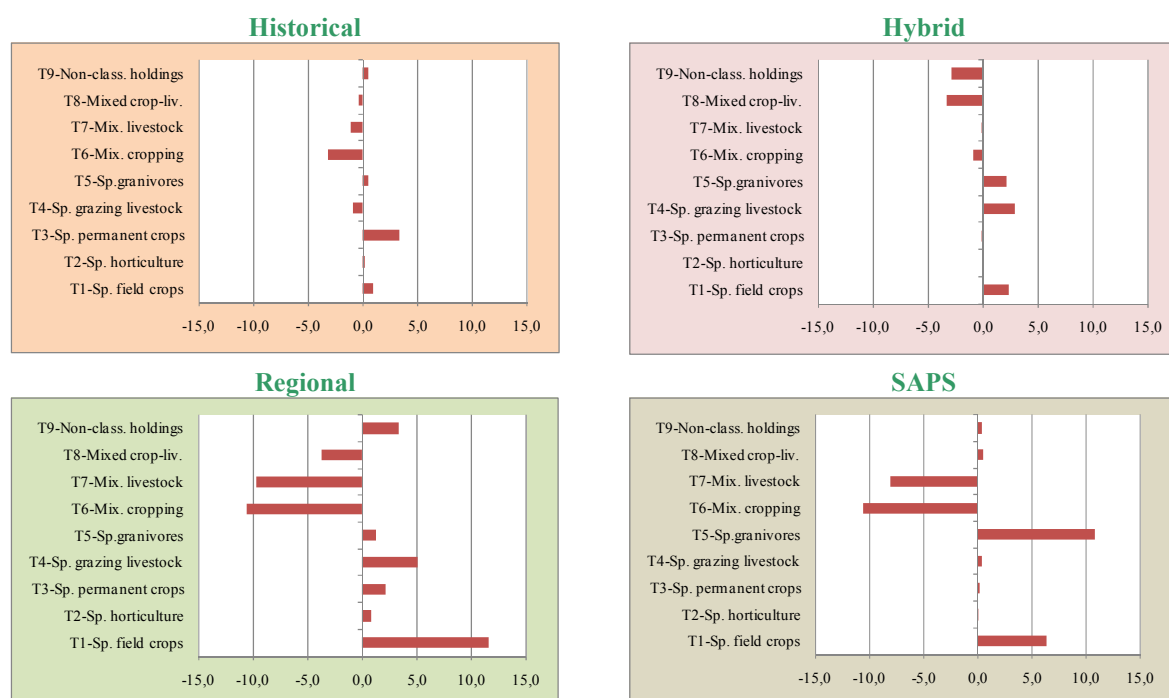 Historical
T9-Non-class. holdings
T8-Mixed crop-liv.
T7-Mix. livestock
T6-Mix. cropping
T5-Sp.granivores
T4-Sp. grazing livestock
T3-Sp. permanent crops
T2-Sp. horticulture
T1-Sp. field crops
-15,0 -10,0 -5,0 0,0 5,0 10,0 15,0
Hybrid
T9-Non-class. holdings
T8-Mixed crop-liv.
T7-Mix. livestock
T6-Mix. cropping
T5-Sp.granivores
T4-Sp. grazing livestock
T3-Sp. permanent crops
T2-Sp. horticulture
T1-Sp. field crops
-15,0 -10,0 -5,0 0,0 5,0 10,0 15,0
Regional
T9-Non-class. holdings
T8-Mixed crop-liv.
T7-Mix. livestock
T6-Mix. cropping
T5-Sp.granivores
T4-Sp. grazing livestock
T3-Sp. permanent crops
T2-Sp. horticulture
T1-Sp. field crops
-15,0 -10,0 -5,0 0,0 5,0 10,0 15,0
SAPS
T9-Non-class. holdings
T8-Mixed crop-liv.
T7-Mix. livestock
T6-Mix. cropping
T5-Sp.granivores
T4-Sp. grazing livestock
T3-Sp. permanent crops
T2-Sp. horticulture
T1-Sp. field crops
-15,0 -10,0 -5,0 0,0 5,0 10,0 15,0